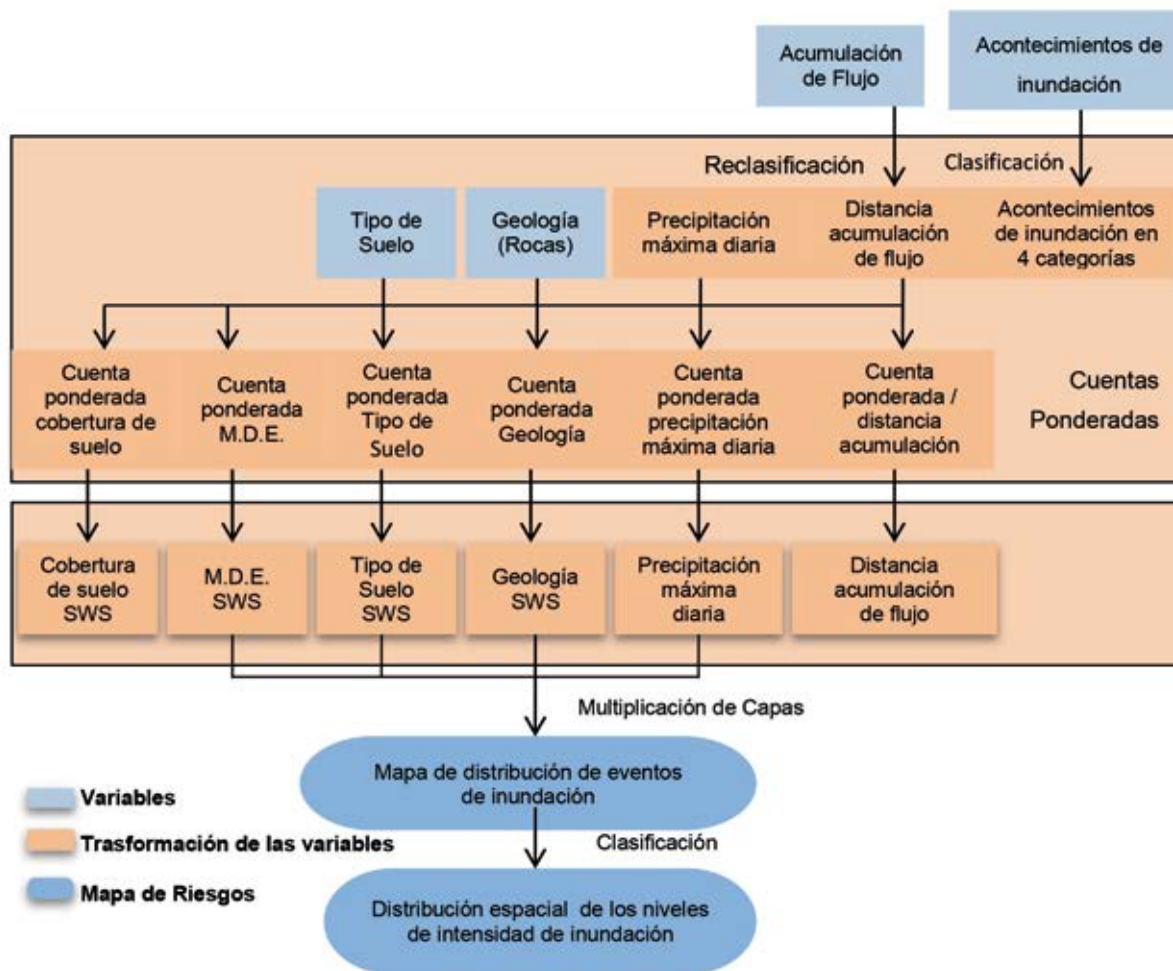 Acumulación
de Flujo
Acontecimientos de
inundación
Reclasificación
Clasificación
Tipo de
Suelo
Geología
(Rocas)
Precipitación
máxima diaria
Distancia
acumulación
de flujo
Acontecimientos
de inundación en
4 categorías
Cuenta
ponderada
cobertura de
suelo
Cuenta
ponderada
M.D.E.
Cuenta
ponderada
Tipo de
Suelo
Cuenta
ponderada
Geología
Cuenta
ponderada
precipitación
máxima diaria
Cuenta
ponderada /
distancia
acumulación
Cuentas
Ponderadas
Cobertura
de suelo
SWS
M.D.E.
SWS
Tipo de
Suelo
SWS
Geología
SWS
Precipitación
máxima
diaria
Distancia
acumulación
de flujo
Multiplicación de Capas
Mapa de distribución de eventos
de inundación
Clasificación
Distribución espacial de los niveles
de intensidad de inundación
Variables
Trasformación de las variables
Mapa de Riesgos